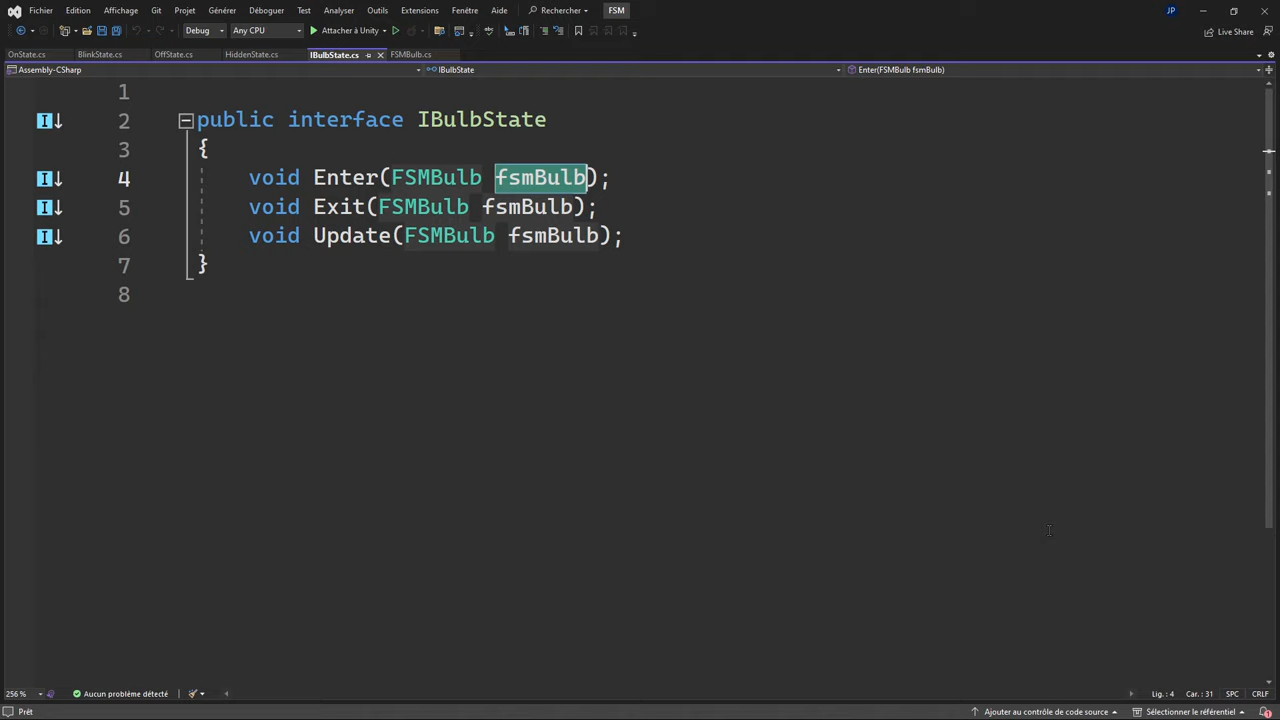 Fichier Edition Affichage Git Projet Générer Déboguer Test Analyser Outils Extensions Fenêtre Aide Rechercher FSM JP
Debug Any CPU Attacher à Unity Live Share
OnState.cs BlinkState.cs OffState.cs HiddenState.cs IBulbState.cs FSMBulb.cs
Assembly-CSharp IBulbState Enter(FSMBulb fsmBulb)
1
2 public interface IBulbState
3 {
4 void Enter(FSMBulb fsmBulb);
5 void Exit(FSMBulb fsmBulb);
6 void Update(FSMBulb fsmBulb);
7 }
8
256 % Aucun problème détecté Lig. : 4 Car. : 31 SPC CRLF
Prêt Ajouter au contrôle de code source Sélectionner le référentiel 1